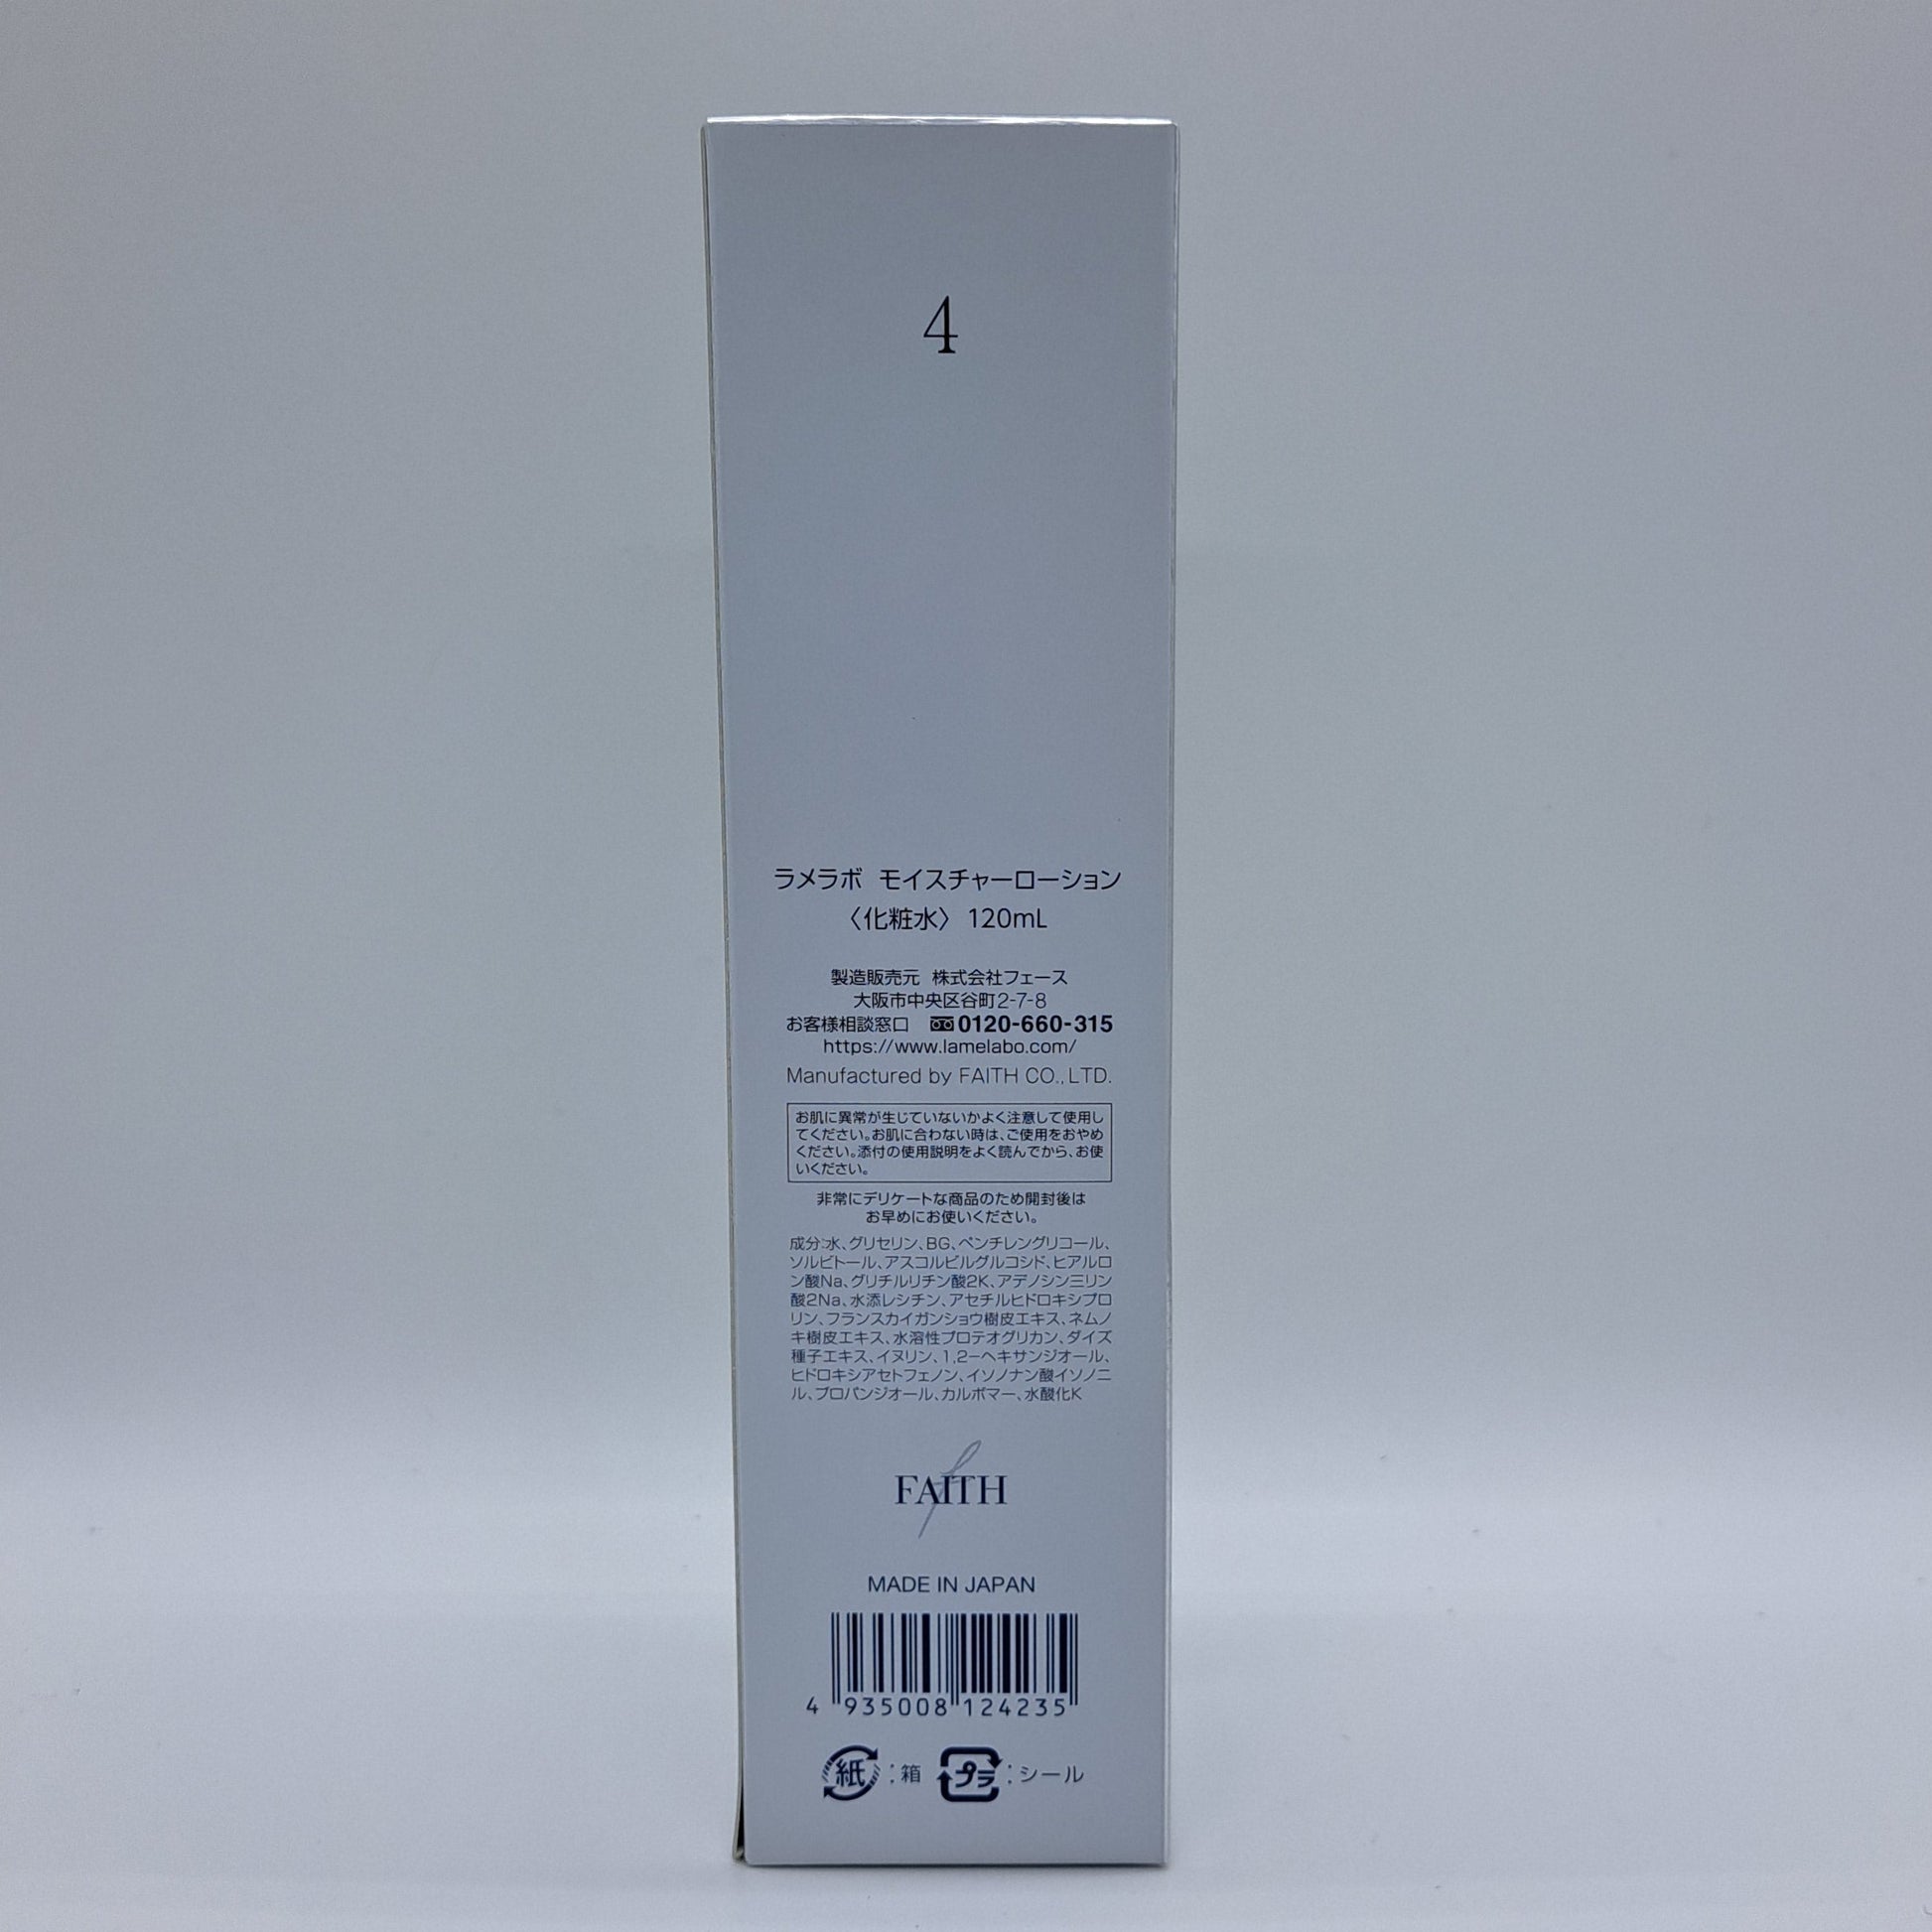 4
ラメラボ モイスチャーローション
〈化粧水〉 120mL
製造販売元 株式会社フェース
大阪市中央区谷町2-7-8
お客様相談窓口 0120-660-315
https://www.lamelabo.com/
Manufactured by FAITH CO., LTD.
お肌に異常が生じていないかよく注意して使用し
てください。お肌に合わない時は、ご使用をおやめ
ください。添付の使用説明をよく読んでから、お使
いください。
非常にデリケートな商品のため開封後は
お早めにお使いください。
成分:水、グリセリン、BG、ペンチレングリコール、
ソルビトール、アスコルビルグルコシド、ヒアルロ
ン酸Na、グリチルリチン酸2K、アデノシン三リン
酸2Na、水添レシチン、アセチルヒドロキシプロ
リン、フランスカイガンショウ樹皮エキス、ネムノ
キ樹皮エキス、水溶性プロテオグリカン、ダイズ
種子エキス、イヌリン、1,2-ヘキサンジオール、
ヒドロキシアセトフェノン、イソノナン酸イソノニ
ル、プロパンジオール、カルボマー、水酸化K
FAITH
MADE IN JAPAN
4 935008 124235
紙:箱 プラ:シール